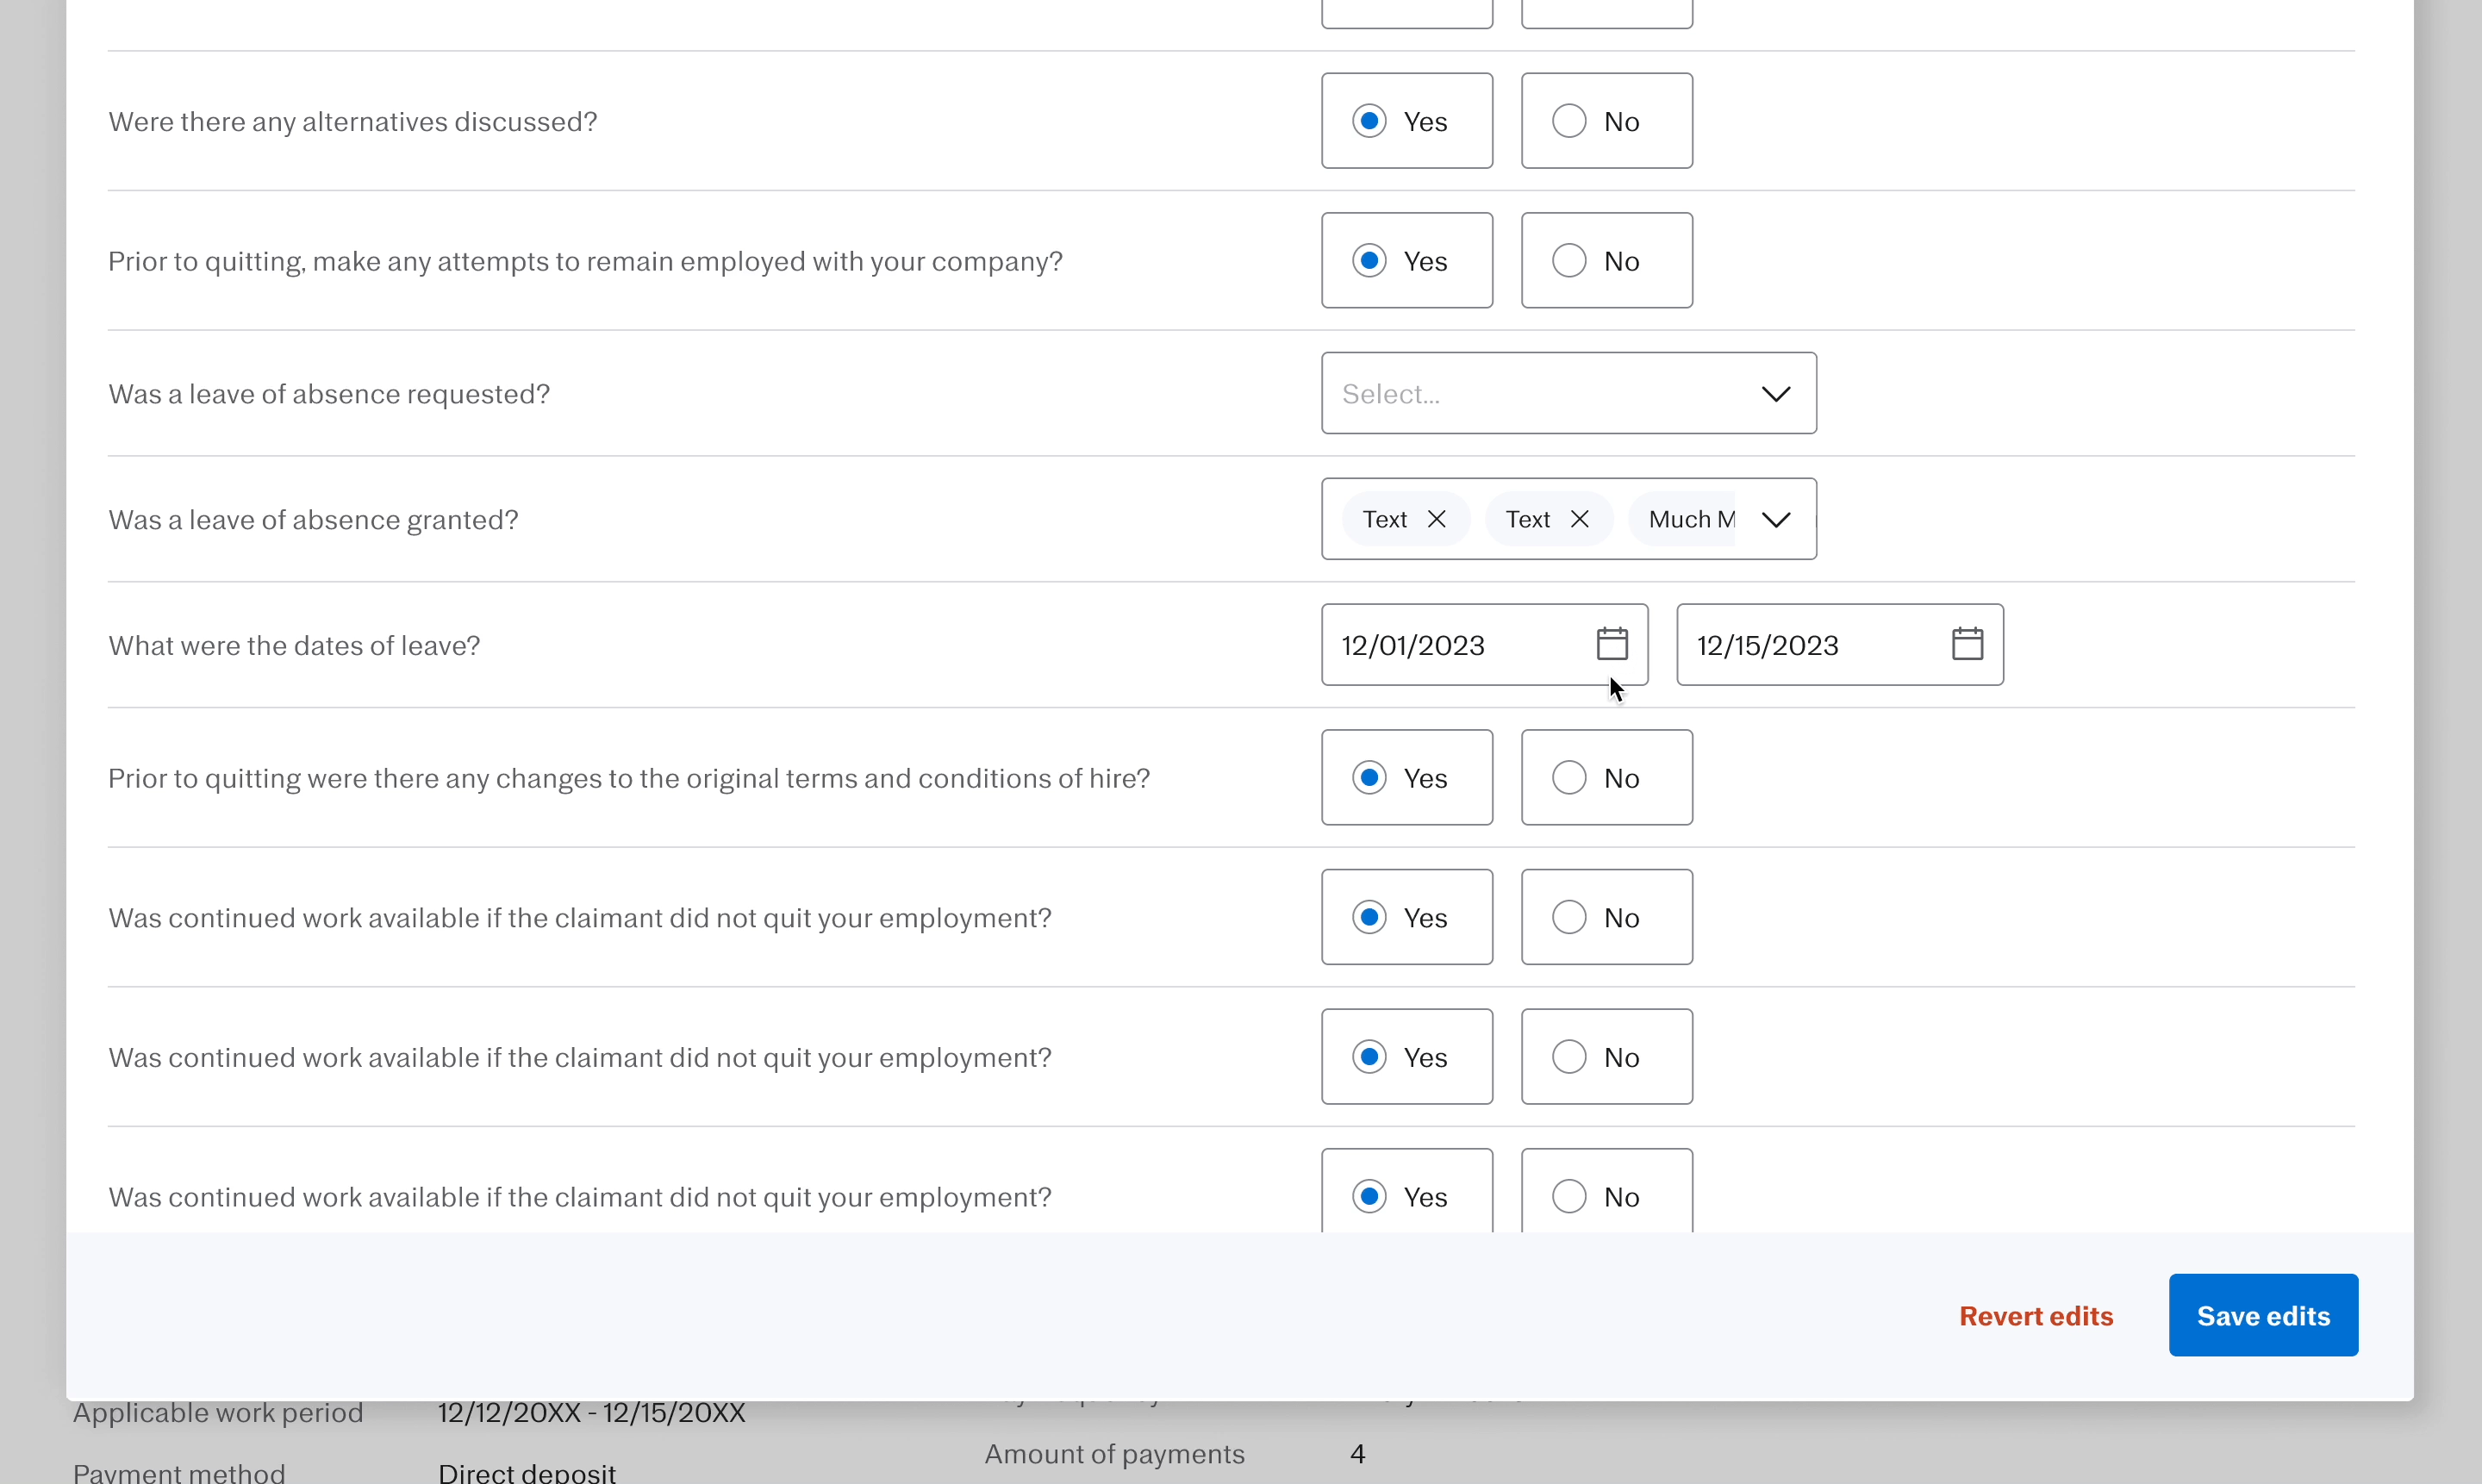 Were there any alternatives discussed? Yes No
Prior to quitting, make any attempts to remain employed with your company? Yes No
Was a leave of absence requested? Select...
Was a leave of absence granted? Text Text Much
What were the dates of leave? 12/01/2023 12/15/2023
Prior to quitting were there any changes to the original terms and conditions of hire? Yes No
Was continued work available if the claimant did not quit your employment? Yes No
Was continued work available if the claimant did not quit your employment? Yes No
Was continued work available if the claimant did not quit your employment? Yes No
Revert edits Save edits
Applicable work period 12/12/20XX - 12/15/20XX
Amount of payments 4
Payment method Direct deposit